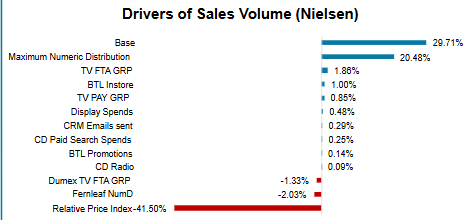 Drivers of Sales Volume (Nielsen)
Base 29.71%
Maximum Numeric Distribution 20.48%
TV FTA GRP 1.86%
BTL Instore 1.00%
TV PAY GRP 0.85%
Display Spends 0.48%
CRM Emails sent 0.29%
CD Paid Search Spends 0.25%
BTL Promotions 0.14%
CD Radio 0.09%
Dumex TV FTA GRP -1.33%
Fernleaf NumD -2.03%
Relative Price Index -41.50%